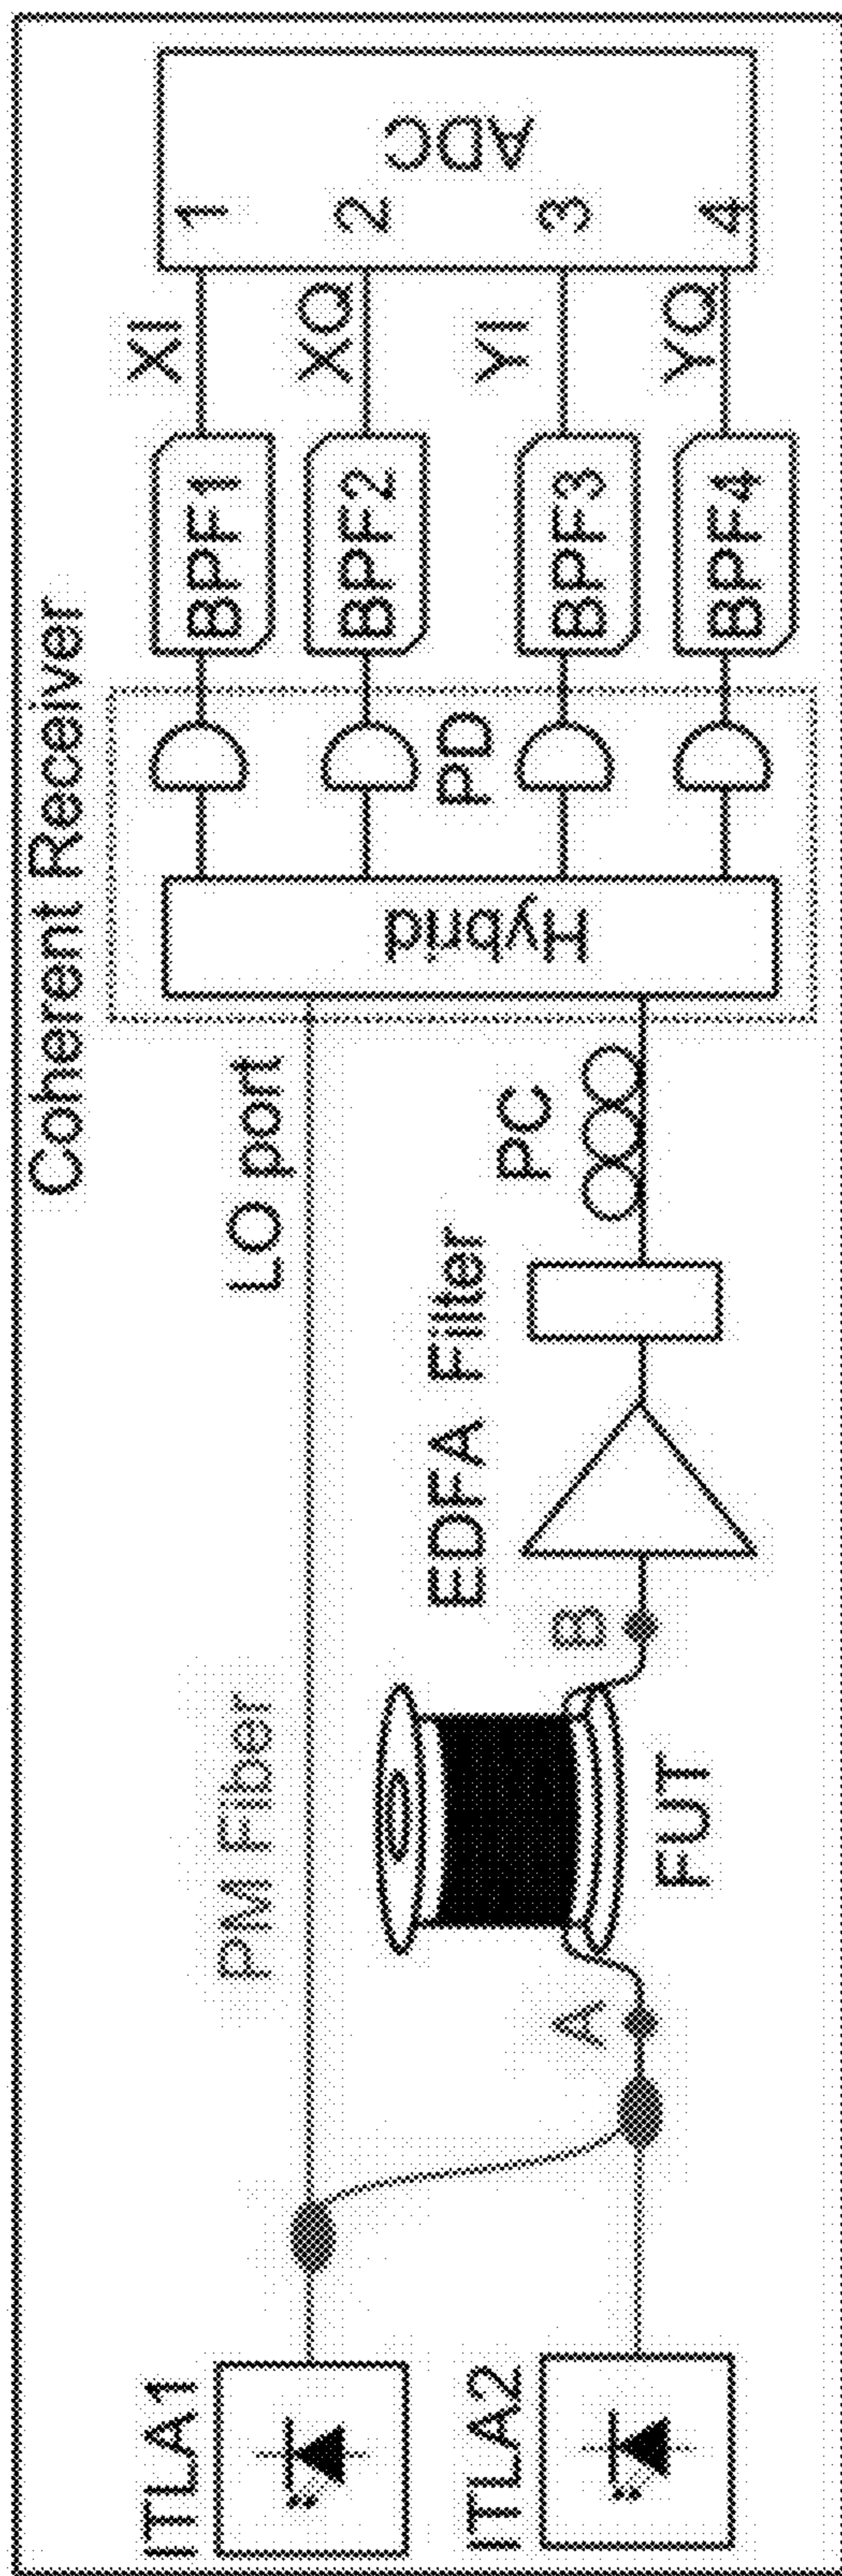 Coherent Receiver
ITLA1
PM Fiber
LO port
XI
1
BPF1
XQ
2
BPF2
Hybrid
PD
ADC
YI
3
BPF3
YQ
4
BPF4
ITLA2
A
FUT
B
EDFA Filter
PC